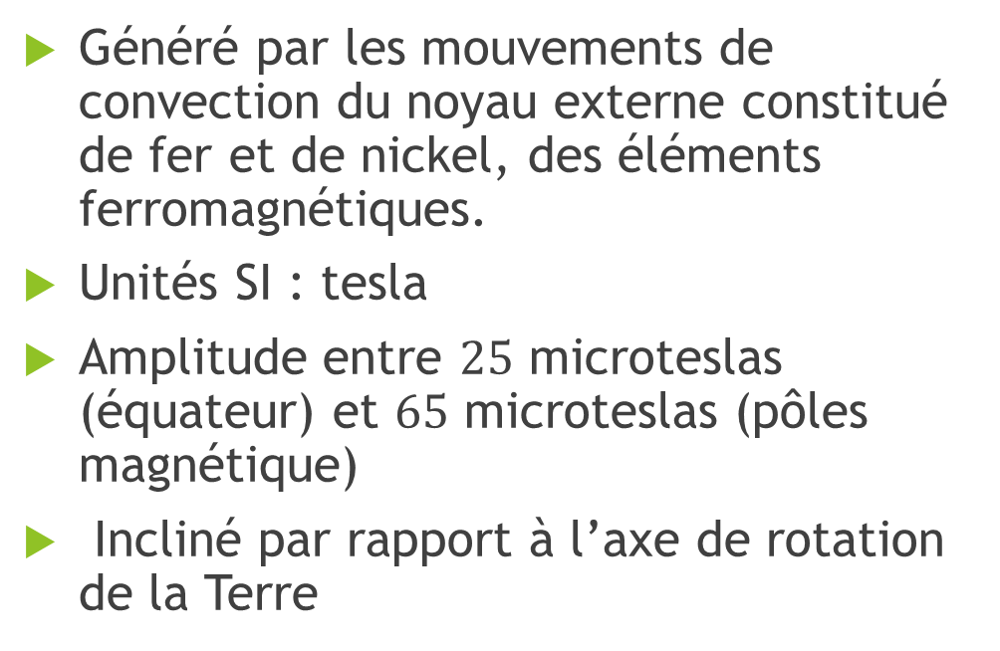 Généré par les mouvements de
convection du noyau externe constitué
de fer et de nickel, des éléments
ferromagnétiques.
Unités SI : tesla
Amplitude entre 25 microteslas
(équateur) et 65 microteslas (pôles
magnétique)
Incliné par rapport à l’axe de rotation
de la Terre